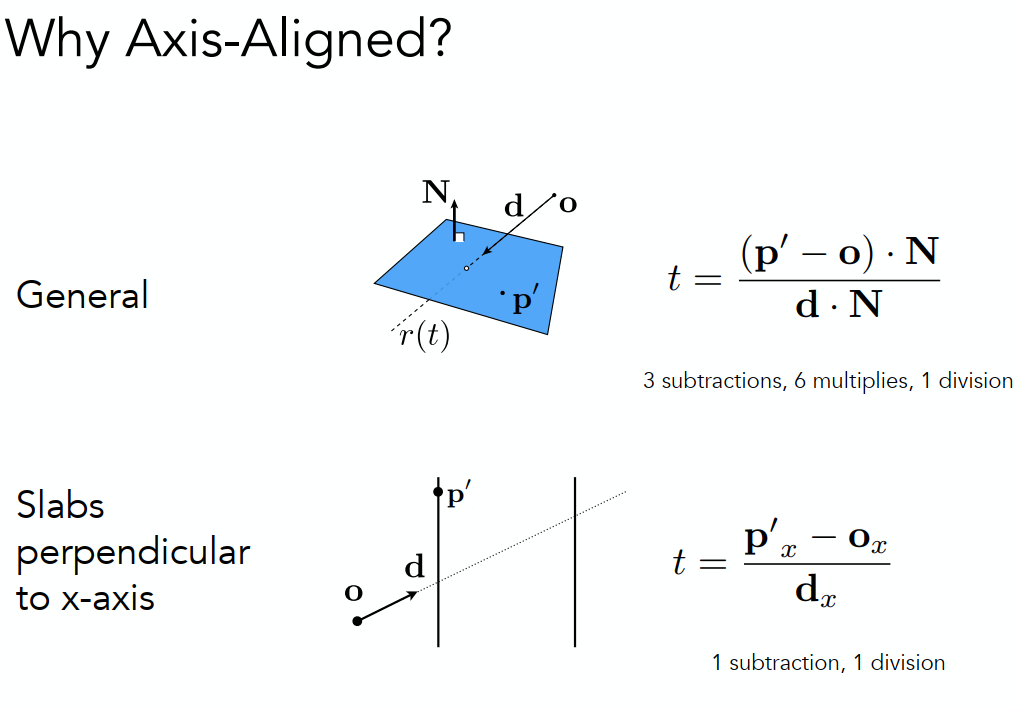 Why Axis-Aligned?
General
N
d
o
p′
r(t)
t = (p′ − o) · N / d · N
3 subtractions, 6 multiplies, 1 division
Slabs
perpendicular
to x-axis
p′
d
o
t = p′x − ox / dx
1 subtraction, 1 division